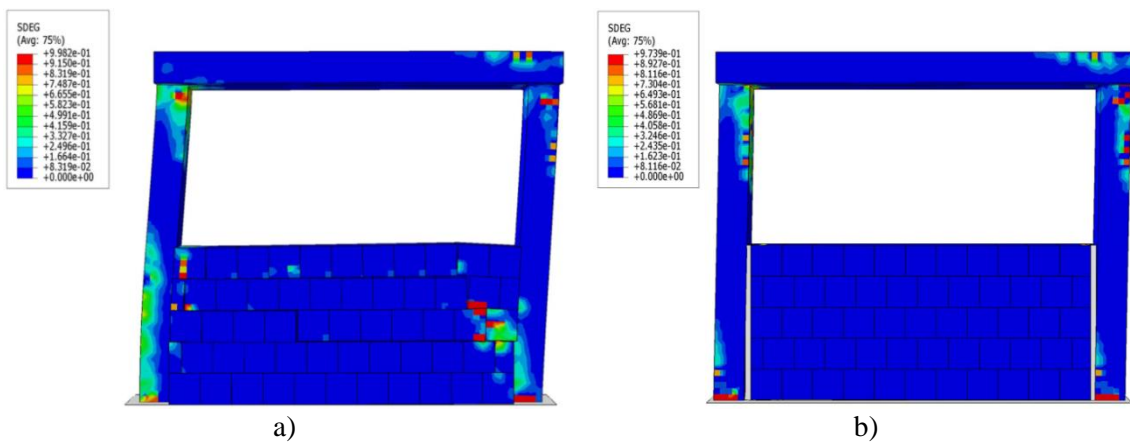 SDEG
(Avg: 75%)
+9.982e-01
+9.150e-01
+8.319e-01
+7.487e-01
+6.655e-01
+5.823e-01
+4.991e-01
+4.159e-01
+3.327e-01
+2.496e-01
+1.664e-01
+8.319e-02
+0.000e+00
SDEG
(Avg: 75%)
+9.739e-01
+8.927e-01
+8.116e-01
+7.304e-01
+6.493e-01
+5.681e-01
+4.869e-01
+4.058e-01
+3.246e-01
+2.435e-01
+1.623e-01
+8.116e-02
+0.000e+00
a)
b)